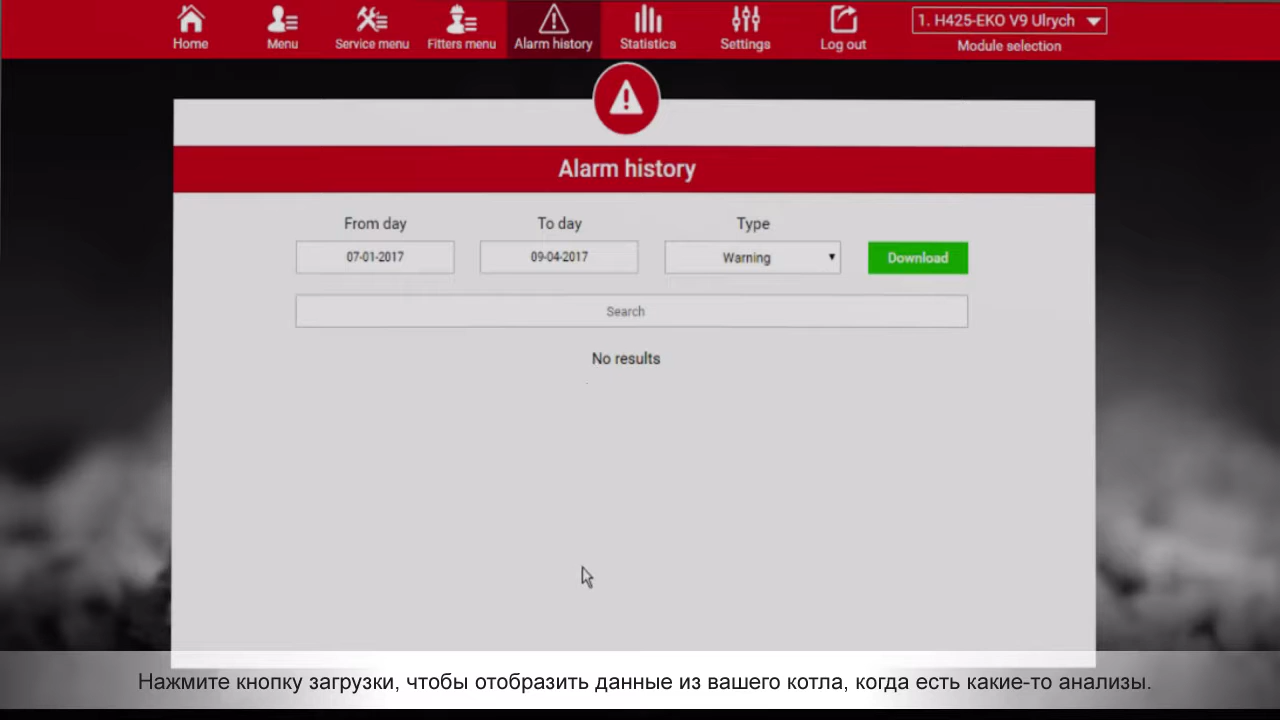 Home
Menu
Service menu
Fitters menu
Alarm history
Statistics
Settings
Log out
1. H425-EKO V9 Ulrych
Module selection
Alarm history
From day
To day
Type
07-01-2017
09-04-2017
Warning
Download
Search
No results
Нажмите кнопку загрузки, чтобы отобразить данные из вашего котла, когда есть какие-то анализы.